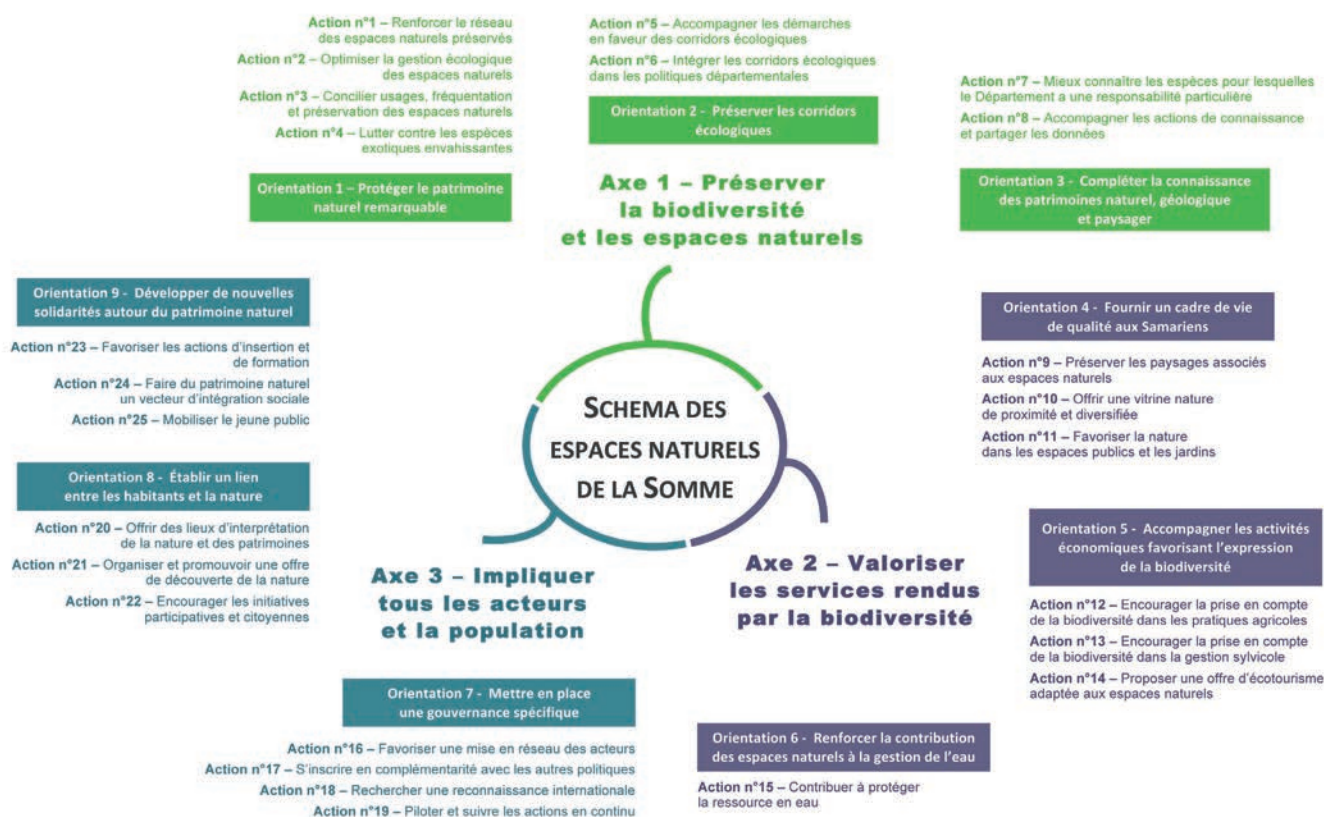 Action n°1 – Renforcer le réseau
des espaces naturels préservés
Action n°2 – Optimiser la gestion écologique
des espaces naturels
Action n°3 – Concilier usages, fréquentation
et préservation des espaces naturels
Action n°4 – Lutter contre les espèces
exotiques envahissantes
Orientation 1 – Protéger le patrimoine
naturel remarquable
Action n°5 – Accompagner les démarches
en faveur des corridors écologiques
Action n°6 – Intégrer les corridors écologiques
dans les politiques départementales
Orientation 2 - Préserver les corridors
écologiques
Action n°7 – Mieux connaître les espèces pour lesquelles
le Département a une responsabilité particulière
Action n°8 – Accompagner les actions de connaissance
et partager les données
Orientation 3 - Compléter la connaissance
des patrimoines naturel, géologique
et paysager
Axe 1 – Préserver
la biodiversité
et les espaces naturels
Orientation 9 - Développer de nouvelles
solidarités autour du patrimoine naturel
Action n°23 – Favoriser les actions d'insertion et
de formation
Action n°24 – Faire du patrimoine naturel
un vecteur d'intégration sociale
Action n°25 – Mobiliser le jeune public
Orientation 8 - Établir un lien
entre les habitants et la nature
Action n°20 – Offrir des lieux d'interprétation
de la nature et des patrimoines
Action n°21 – Organiser et promouvoir une offre
de découverte de la nature
Action n°22 – Encourager les initiatives
participatives et citoyennes
SCHEMA DES
ESPACES NATURELS
DE LA SOMME
Orientation 4 - Fournir un cadre de vie
de qualité aux Samariens
Action n°9 – Préserver les paysages associés
aux espaces naturels
Action n°10 – Offrir une vitrine nature
de proximité et diversifiée
Action n°11 – Favoriser la nature
dans les espaces publics et les jardins
Orientation 5 - Accompagner les activités
économiques favorisant l'expression
de la biodiversité
Action n°12 – Encourager la prise en compte
de la biodiversité dans les pratiques agricoles
Action n°13 – Encourager la prise en compte
de la biodiversité dans la gestion sylvicole
Action n°14 – Proposer une offre d'écotourisme
adaptée aux espaces naturels
Axe 3 – Impliquer
tous les acteurs
et la population
Axe 2 – Valoriser
les services rendus
par la biodiversité
Orientation 7 - Mettre en place
une gouvernance spécifique
Action n°16 – Favoriser une mise en réseau des acteurs
Action n°17 – S'inscrire en complémentarité avec les autres politiques
Action n°18 – Rechercher une reconnaissance internationale
Action n°19 – Piloter et suivre les actions en continu
Orientation 6 - Renforcer la contribution
des espaces naturels à la gestion de l'eau
Action n°15 – Contribuer à protéger
la ressource en eau